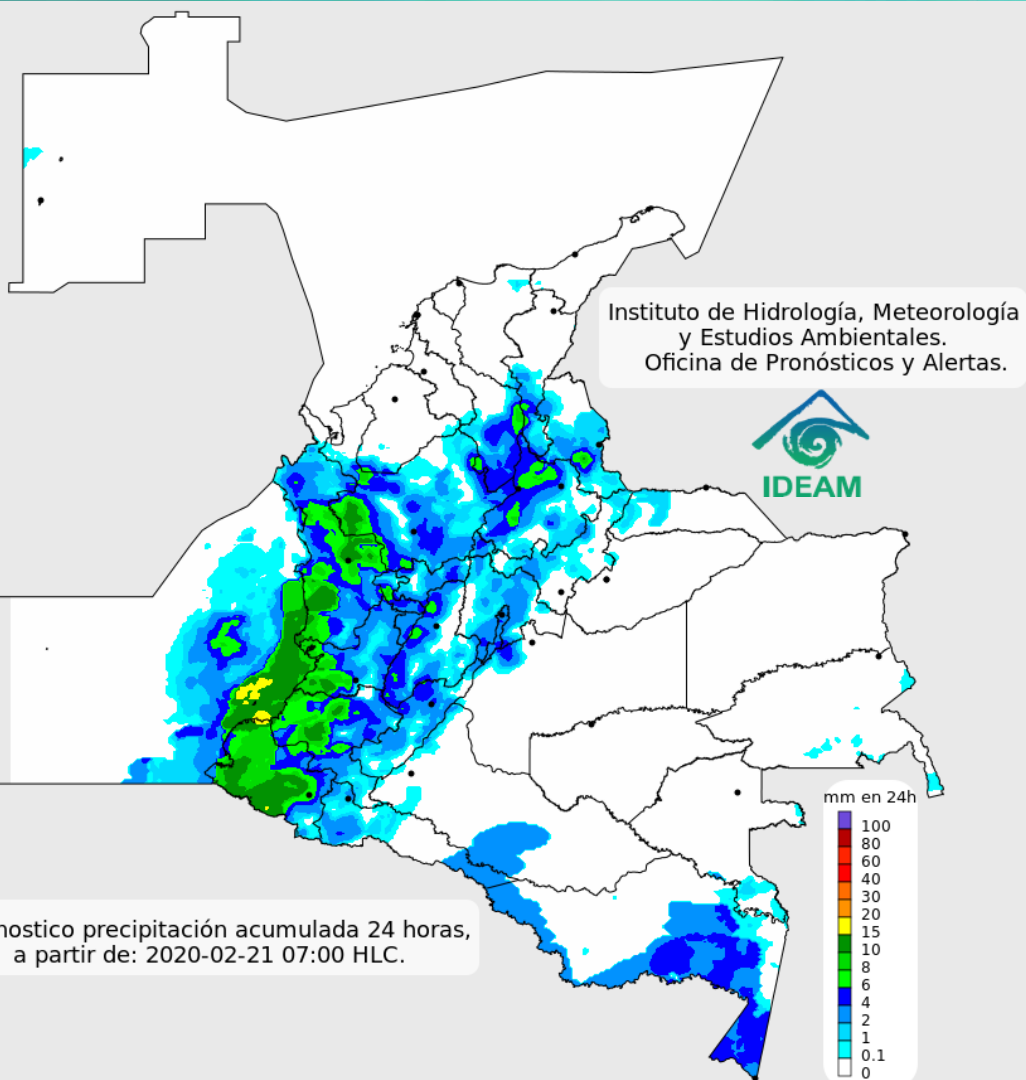 Instituto de Hidrología, Meteorología
y Estudios Ambientales.
Oficina de Pronósticos y Alertas.
IDEAM
mm en 24h
100
80
60
40
30
20
15
10
8
6
4
2
1
0.1
0
nostico precipitación acumulada 24 horas,
a partir de: 2020-02-21 07:00 HLC.